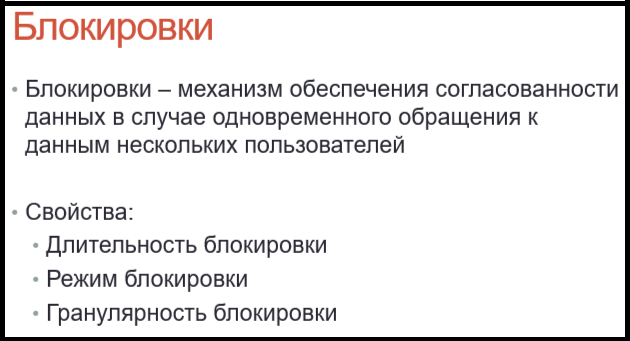 Блокировки
• Блокировки – механизм обеспечения согласованности
данных в случае одновременного обращения к
данным нескольких пользователей
• Свойства:
• Длительность блокировки
• Режим блокировки
• Гранулярность блокировки